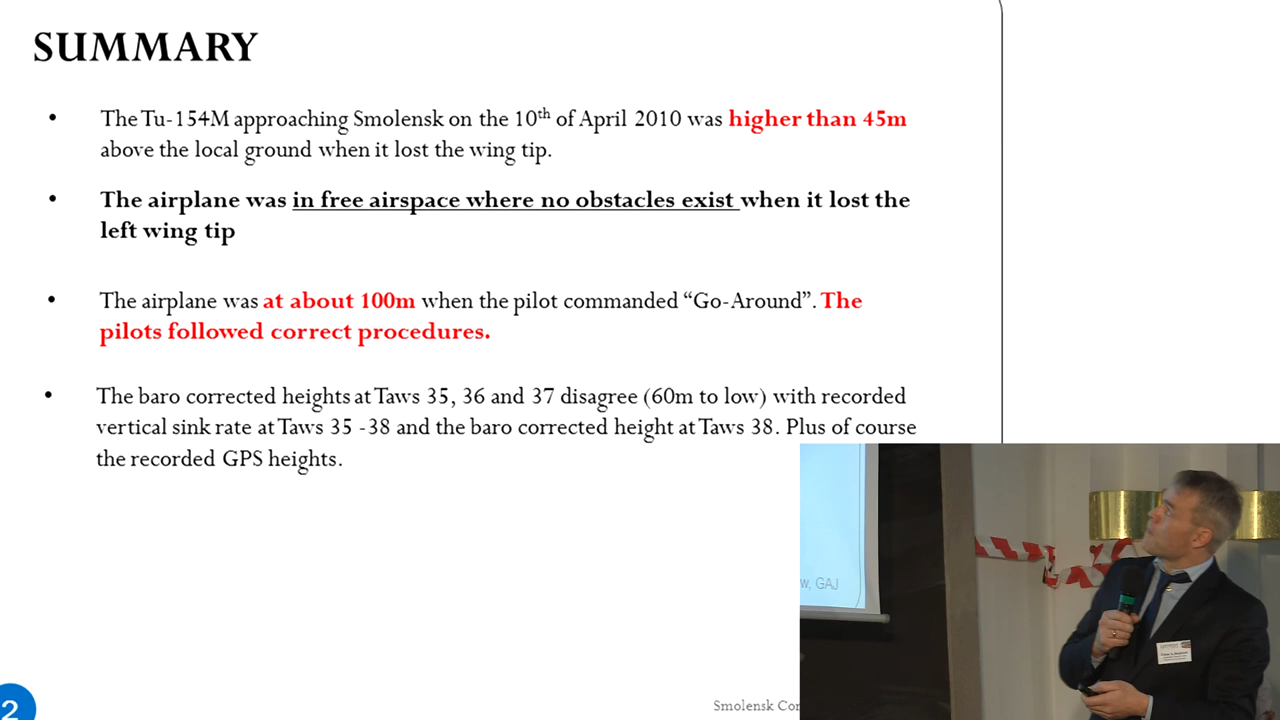 SUMMARY
• The Tu-154M approaching Smolensk on the 10th of April 2010 was higher than 45m
above the local ground when it lost the wing tip.
• The airplane was in free airspace where no obstacles exist when it lost the
left wing tip
• The airplane was at about 100m when the pilot commanded “Go-Around”. The
pilots followed correct procedures.
• The baro corrected heights at Taws 35, 36 and 37 disagree (60m to low) with recorded
vertical sink rate at Taws 35 -38 and the baro corrected height at Taws 38. Plus of course
the recorded GPS heights.
w, GAJ
2
Smolensk Con